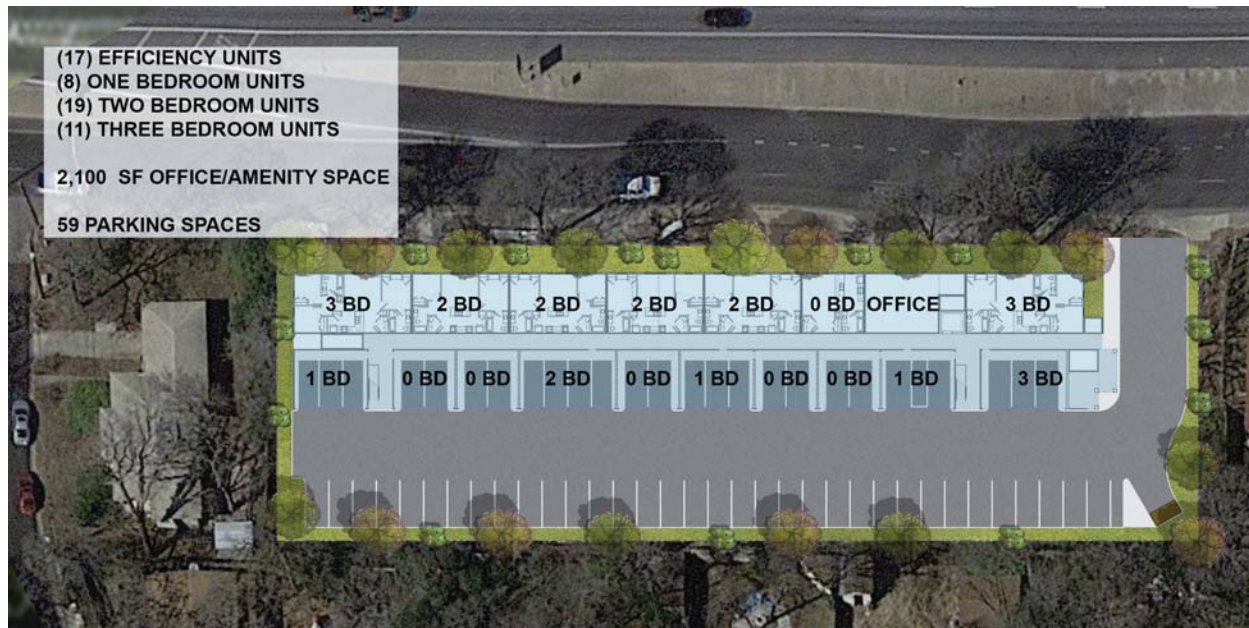 (17) EFFICIENCY UNITS
(8) ONE BEDROOM UNITS
(19) TWO BEDROOM UNITS
(11) THREE BEDROOM UNITS
2,100 SF OFFICE/AMENITY SPACE
59 PARKING SPACES
3 BD 2 BD 2 BD 2 BD 2 BD 0 BD OFFICE 3 BD
1 BD 0 BD 0 BD 2 BD 0 BD 1 BD 0 BD 0 BD 1 BD 3 BD